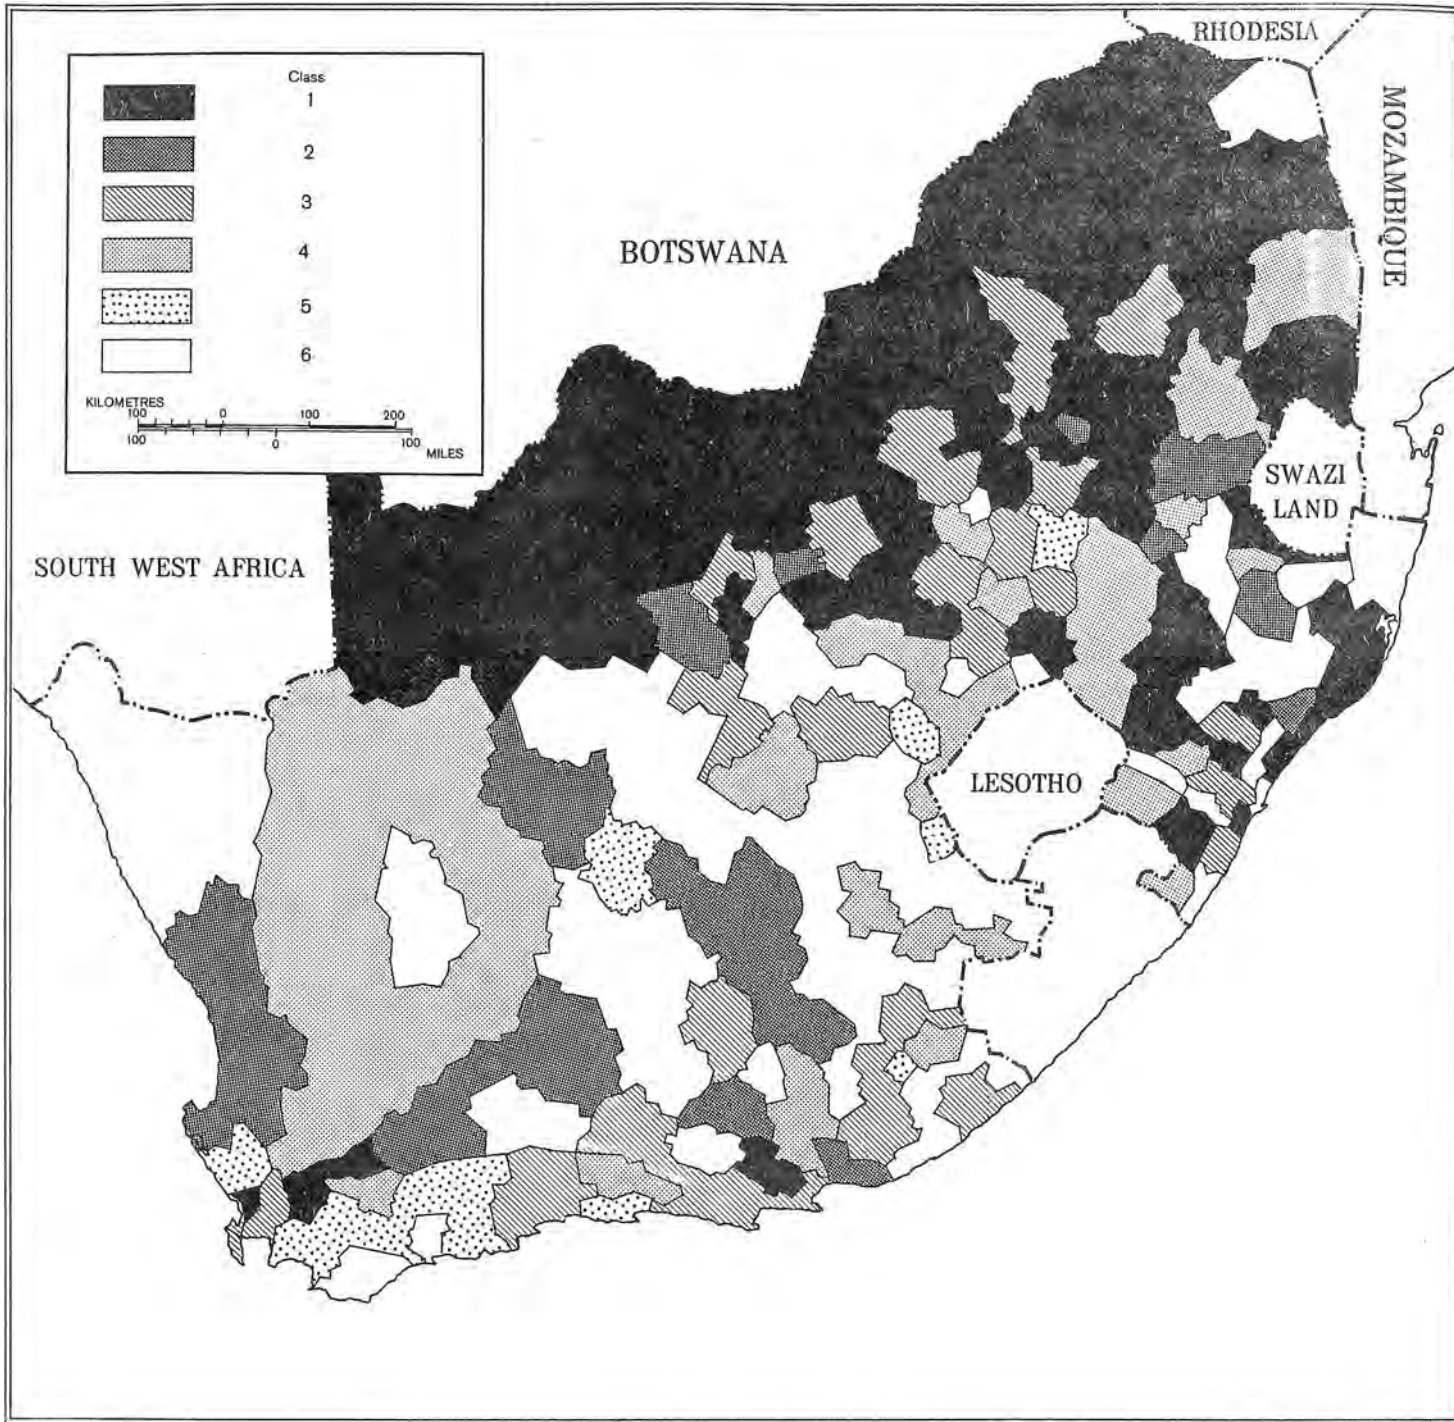 Class
1
2
3
4
5
6
KILOMETRES
100 0 100 200
100 0 100
MILES
RHODESIA
MOZAMBIQUE
BOTSWANA
SWAZI
LAND
SOUTH WEST AFRICA
LESOTHO